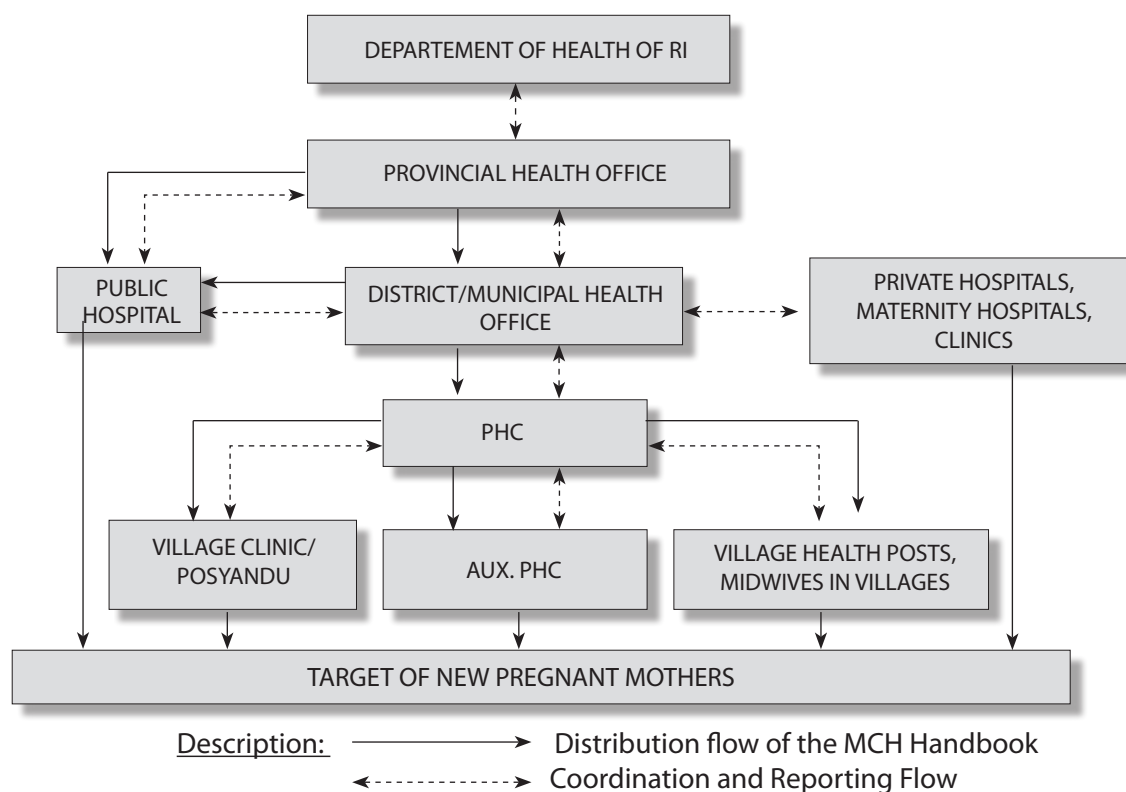 DEPARTEMENT OF HEALTH OF RI
PROVINCIAL HEALTH OFFICE
PUBLIC
HOSPITAL
DISTRICT/MUNICIPAL HEALTH
OFFICE
PRIVATE HOSPITALS,
MATERNITY HOSPITALS,
CLINICS
PHC
VILLAGE CLINIC/
POSYANDU
AUX. PHC
VILLAGE HEALTH POSTS,
MIDWIVES IN VILLAGES
TARGET OF NEW PREGNANT MOTHERS
Description: Distribution flow of the MCH Handbook
Coordination and Reporting Flow